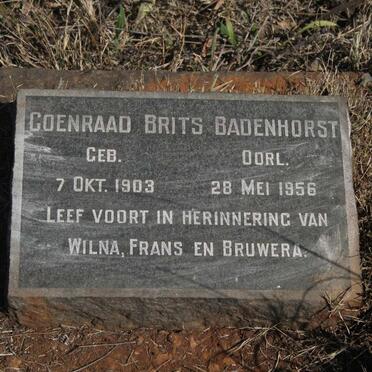 COENRAAD BRITS BADENHORST
GEB. OORL.
7 OKT. 1903 28 MEI 1956
LEEF VOORT IN HERINNERING VAN
WILNA, FRANS EN BRUWERA.